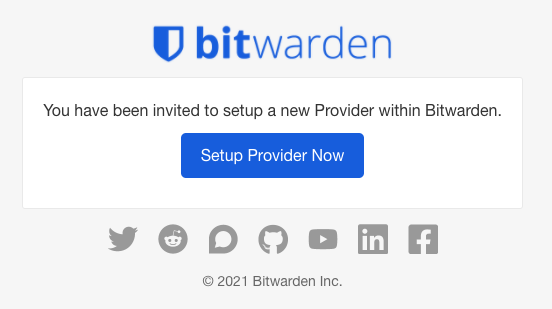 bitwarden
You have been invited to setup a new Provider within Bitwarden.
Setup Provider Now
© 2021 Bitwarden Inc.